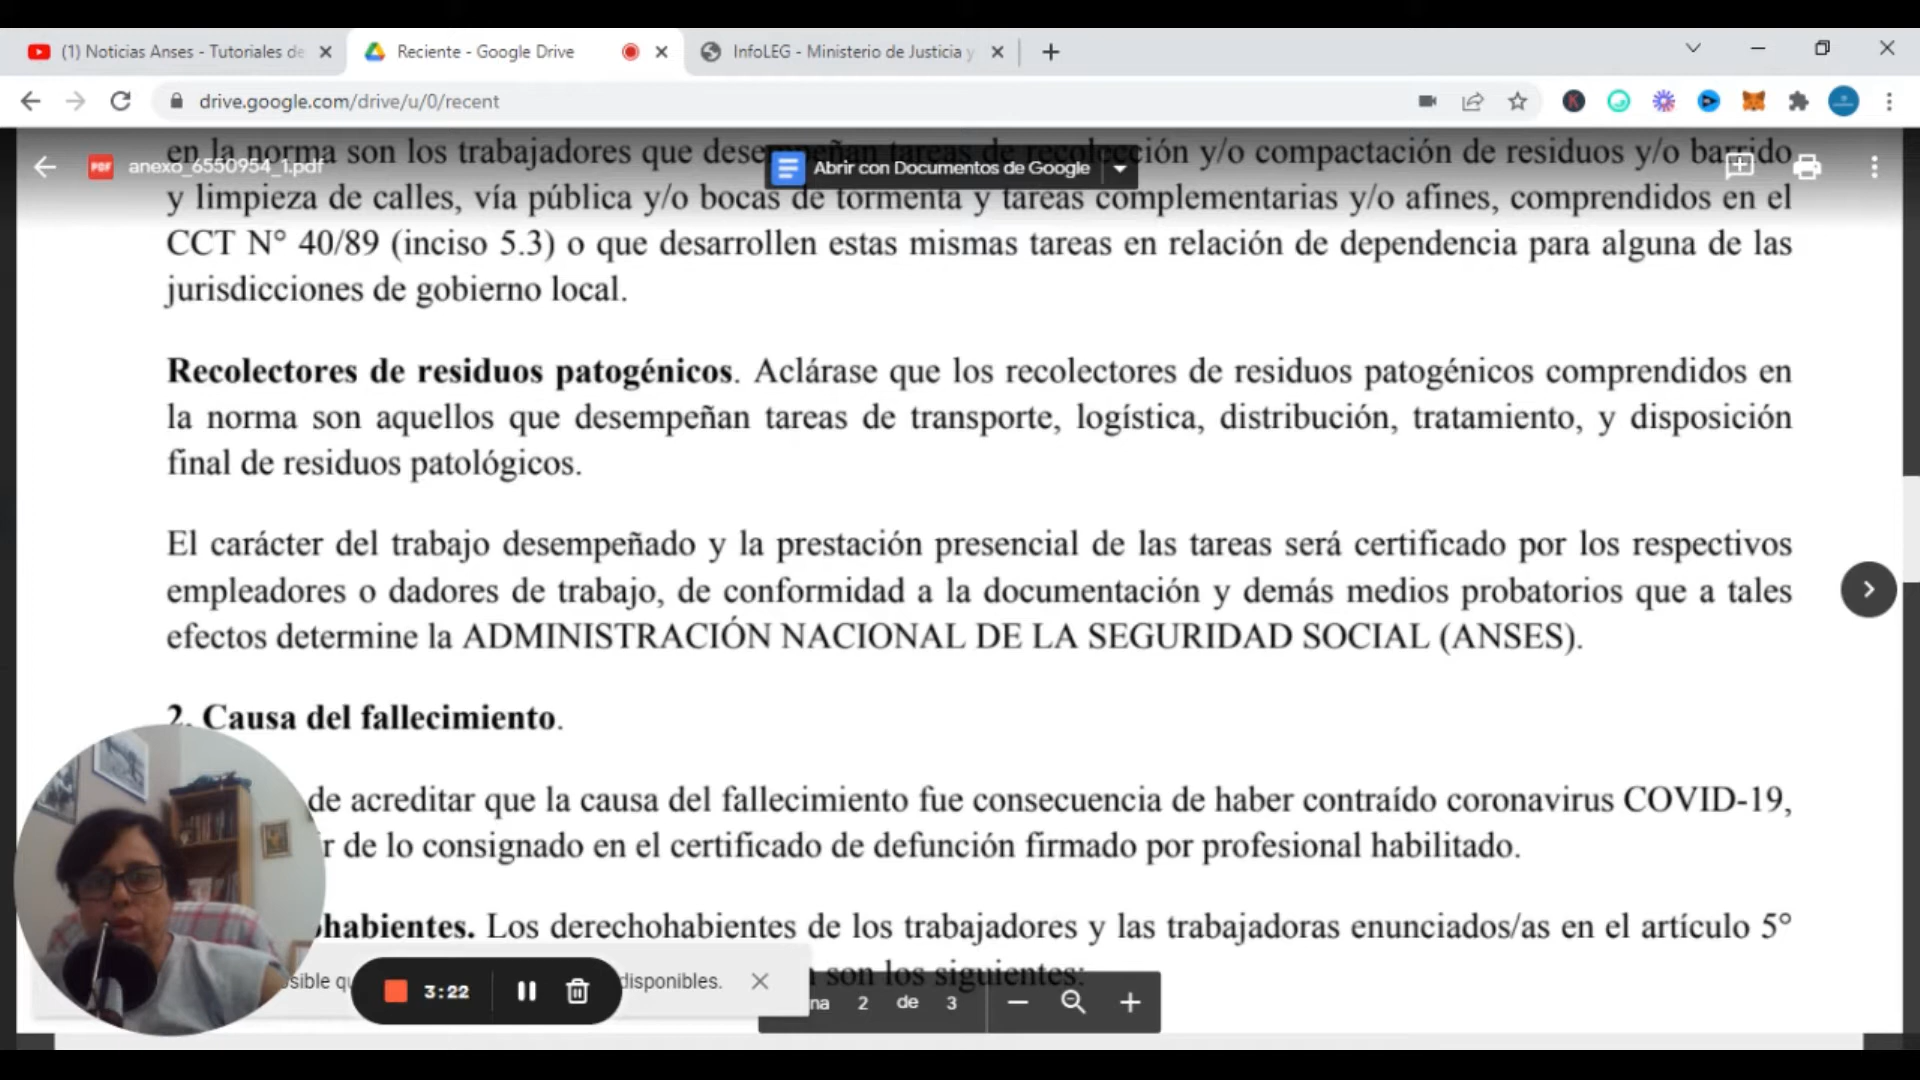 (1) Noticias Anses - Tutoriales de
Reciente - Google Drive
InfoLEG - Ministerio de Justicia y
drive.google.com/drive/u/0/recent
en la norma son los trabajadores que desempeñan tareas de recolección y/o compactación de residuos y/o barrido
PDF anexo_6550954_1.pdf
Abrir con Documentos de Google
y limpieza de calles, vía pública y/o bocas de tormenta y tareas complementarias y/o afines, comprendidos en el
CCT N° 40/89 (inciso 5.3) o que desarrollen estas mismas tareas en relación de dependencia para alguna de las
jurisdicciones de gobierno local.
Recolectores de residuos patogénicos. Aclárase que los recolectores de residuos patogénicos comprendidos en
la norma son aquellos que desempeñan tareas de transporte, logística, distribución, tratamiento, y disposición
final de residuos patológicos.
El carácter del trabajo desempeñado y la prestación presencial de las tareas será certificado por los respectivos
empleadores o dadores de trabajo, de conformidad a la documentación y demás medios probatorios que a tales
efectos determine la ADMINISTRACIÓN NACIONAL DE LA SEGURIDAD SOCIAL (ANSES).
2. Causa del fallecimiento.
de acreditar que la causa del fallecimiento fue consecuencia de haber contraído coronavirus COVID-19,
r de lo consignado en el certificado de defunción firmado por profesional habilitado.
ohabientes. Los derechohabientes de los trabajadores y las trabajadoras enunciados/as en el artículo 5°
son los siguientes:
disponibles.
3:22
na 2 de 3